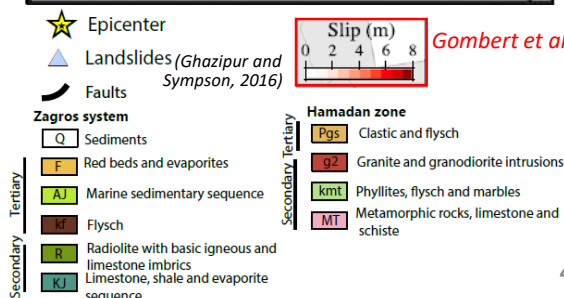 Epicenter
Landslides (Ghazipur and
Sympson, 2016)
Faults
Slip (m)
0 2 4 6 8
Gombert et al
Zagros system
Q Sediments
F Red beds and evaporites
AJ Marine sedimentary sequence
kf Flysch
R Radiolite with basic igneous and
limestone imbrics
KJ Limestone, shale and evaporite
sequence
Tertiary
Secondary
Hamadan zone
Pgs Clastic and flysch
g2 Granite and granodiorite intrusions
kmt Phyllites, flysch and marbles
MT Metamorphic rocks, limestone and
schiste
Tertiary
Secondary
4